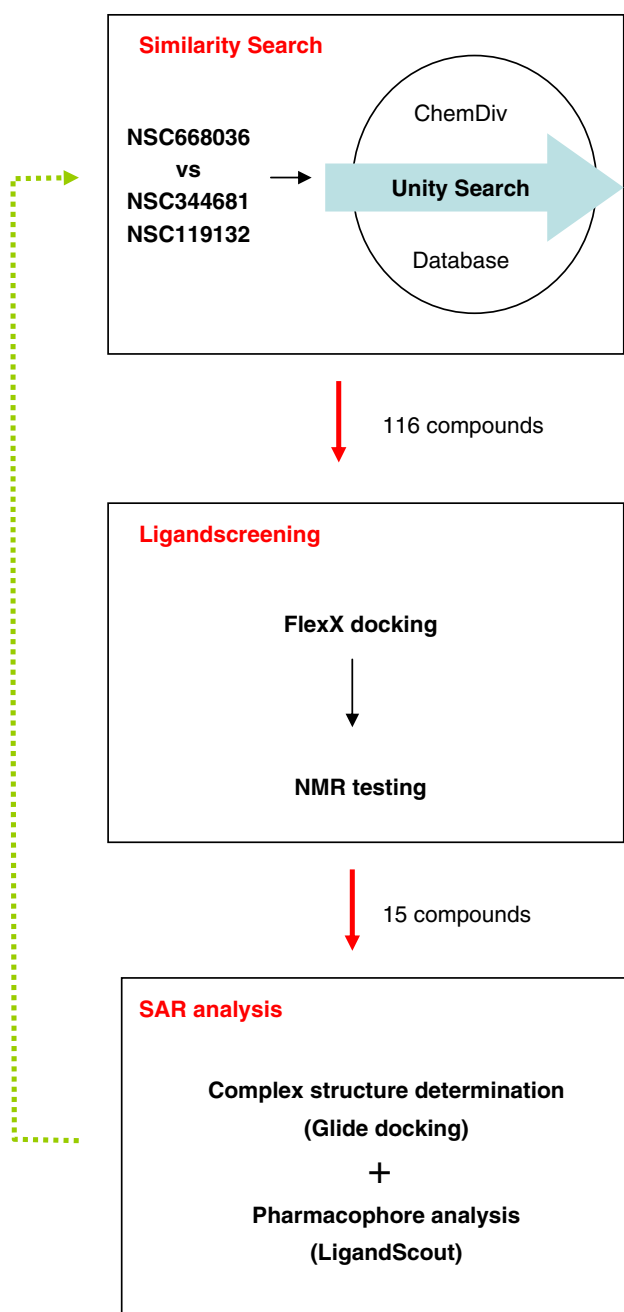 Similarity Search
NSC668036
vs
NSC344681
NSC119132
ChemDiv
Unity Search
Database
116 compounds
Ligandscreening
FlexX docking
NMR testing
15 compounds
SAR analysis
Complex structure determination
(Glide docking)
+
Pharmacophore analysis
(LigandScout)